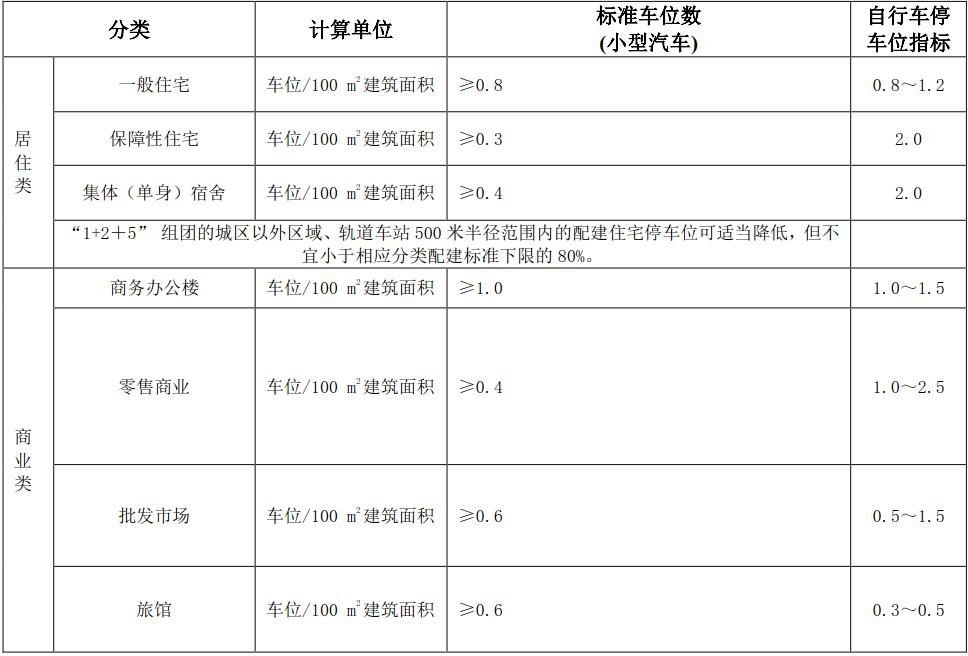 分类 计算单位 标准车位数 (小型汽车) 自行车停车位指标
居住类
一般住宅 车位/100 m²建筑面积 ≥0.8 0.8～1.2
保障性住宅 车位/100 m²建筑面积 ≥0.3 2.0
集体（单身）宿舍 车位/100 m²建筑面积 ≥0.4 2.0
“1+2＋5” 组团的城区以外区域、轨道车站 500 米半径范围内的配建住宅停车位可适当降低，但不
宜小于相应分类配建标准下限的 80%。
商业类
商务办公楼 车位/100 m²建筑面积 ≥1.0 1.0～1.5
零售商业 车位/100 m²建筑面积 ≥0.4 1.0～2.5
批发市场 车位/100 m²建筑面积 ≥0.6 0.5～1.5
旅馆 车位/100 m²建筑面积 ≥0.6 0.3～0.5